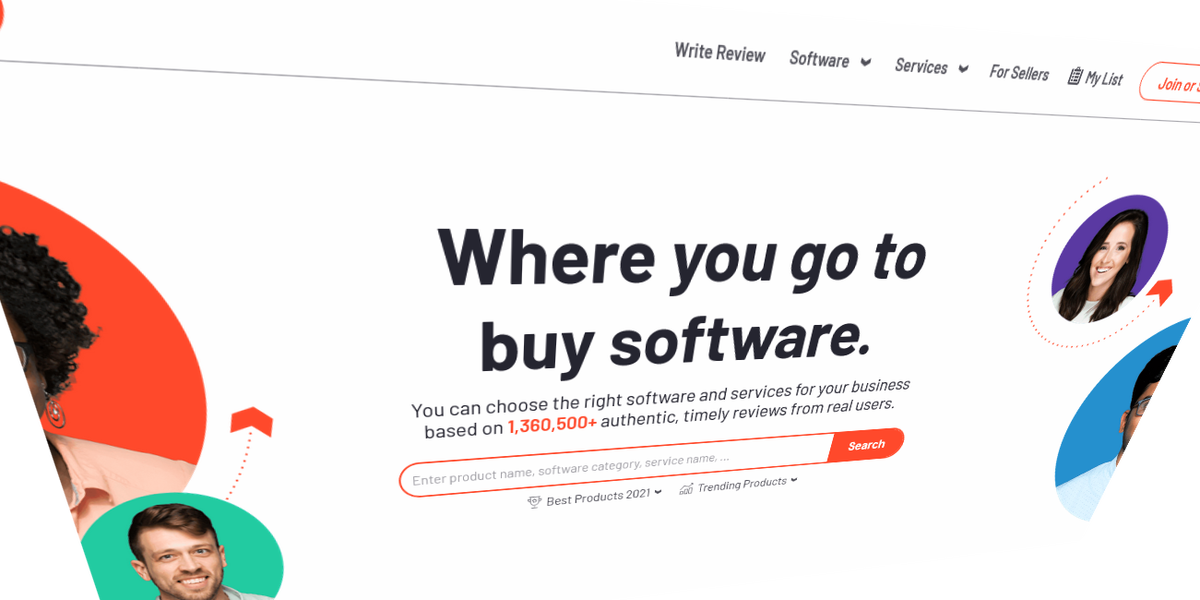 Write Review Software Services For Sellers My List Join or
Where you go to
buy software.
You can choose the right software and services for your business
based on 1,360,500+ authentic, timely reviews from real users.
Enter product name, software category, service name, ... Search
Best Products 2021 Trending Products